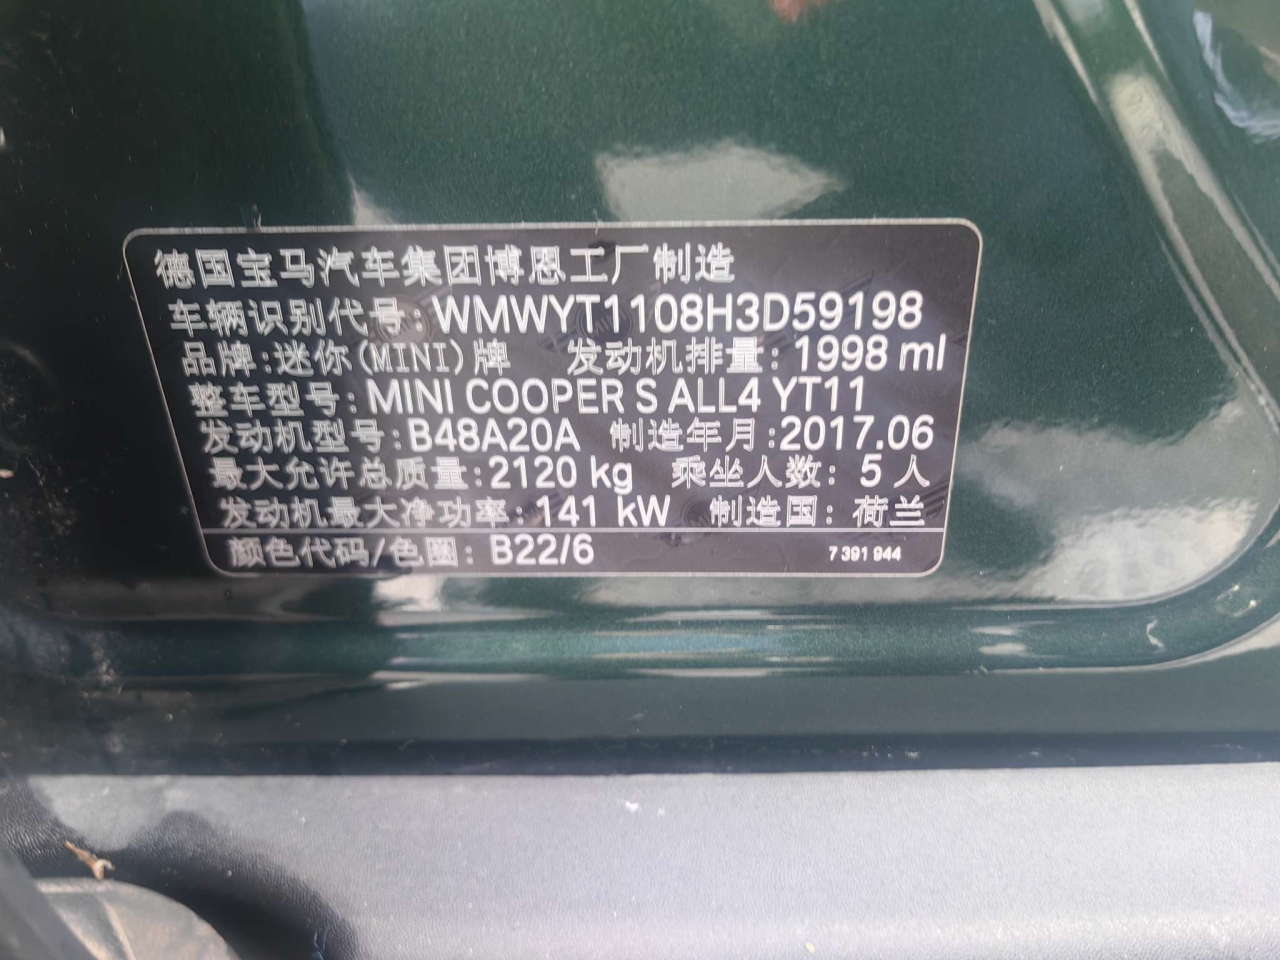 德国宝马汽车集团博恩工厂制造
车辆识别代号:WMWYT1108H3D59198
品牌:迷你(MINI)牌 发动机排量:1998 ml
整车型号:MINI COOPER S ALL4 YT11
发动机型号:B48A20A 制造年月:2017.06
最大允许总质量:2120 kg 乘坐人数:5人
发动机最大净功率:141 kW 制造国:荷兰
颜色代码/色圈:B22/6 7 391 944